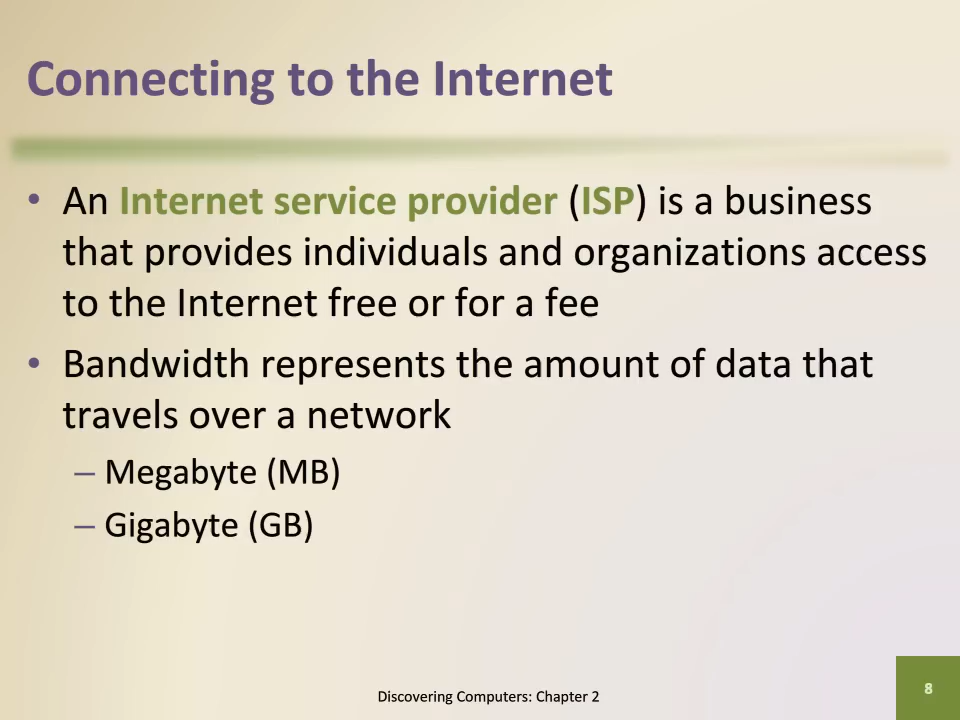 Connecting to the Internet
• An Internet service provider (ISP) is a business
that provides individuals and organizations access
to the Internet free or for a fee
• Bandwidth represents the amount of data that
travels over a network
– Megabyte (MB)
– Gigabyte (GB)
Discovering Computers: Chapter 2
8